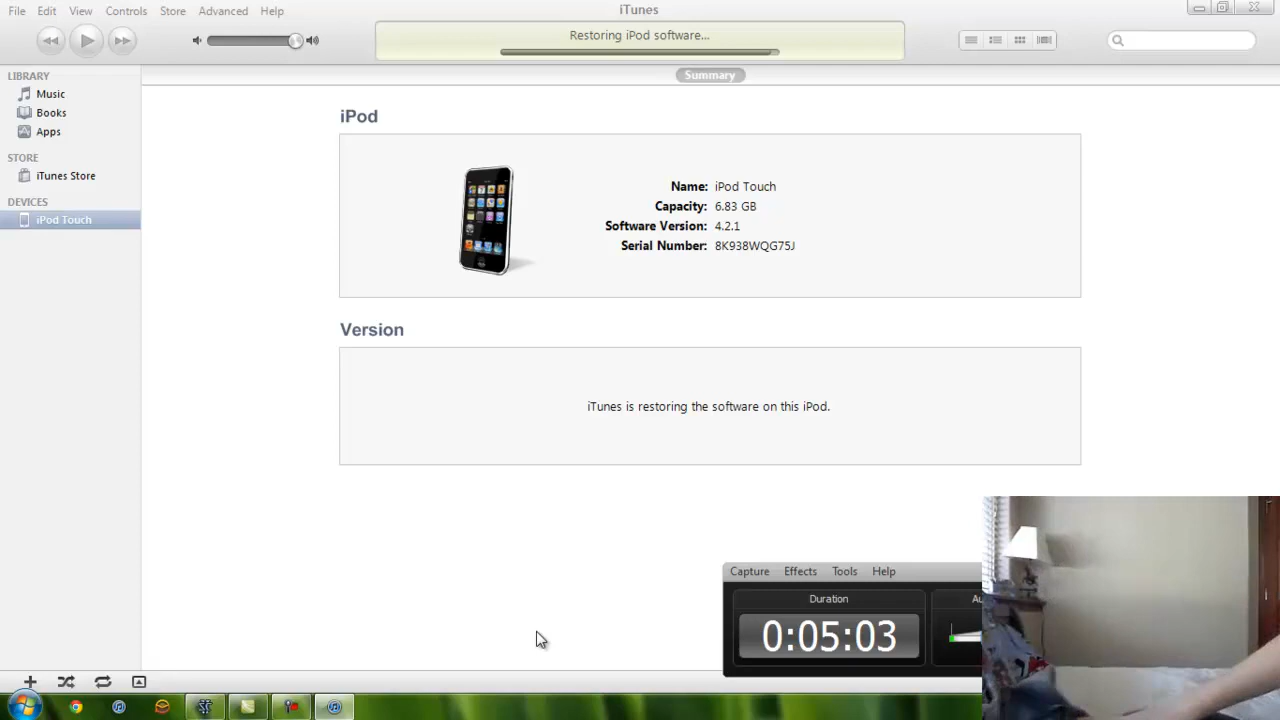 File Edit View Controls Store Advanced Help
iTunes
Restoring iPod software...
Summary
LIBRARY
Music
Books
Apps
STORE
iTunes Store
DEVICES
iPod Touch
iPod
Name: iPod Touch
Capacity: 6.83 GB
Software Version: 4.2.1
Serial Number: 8K938WQG75J
Version
iTunes is restoring the software on this iPod.
Capture Effects Tools Help
Duration
0:05:03